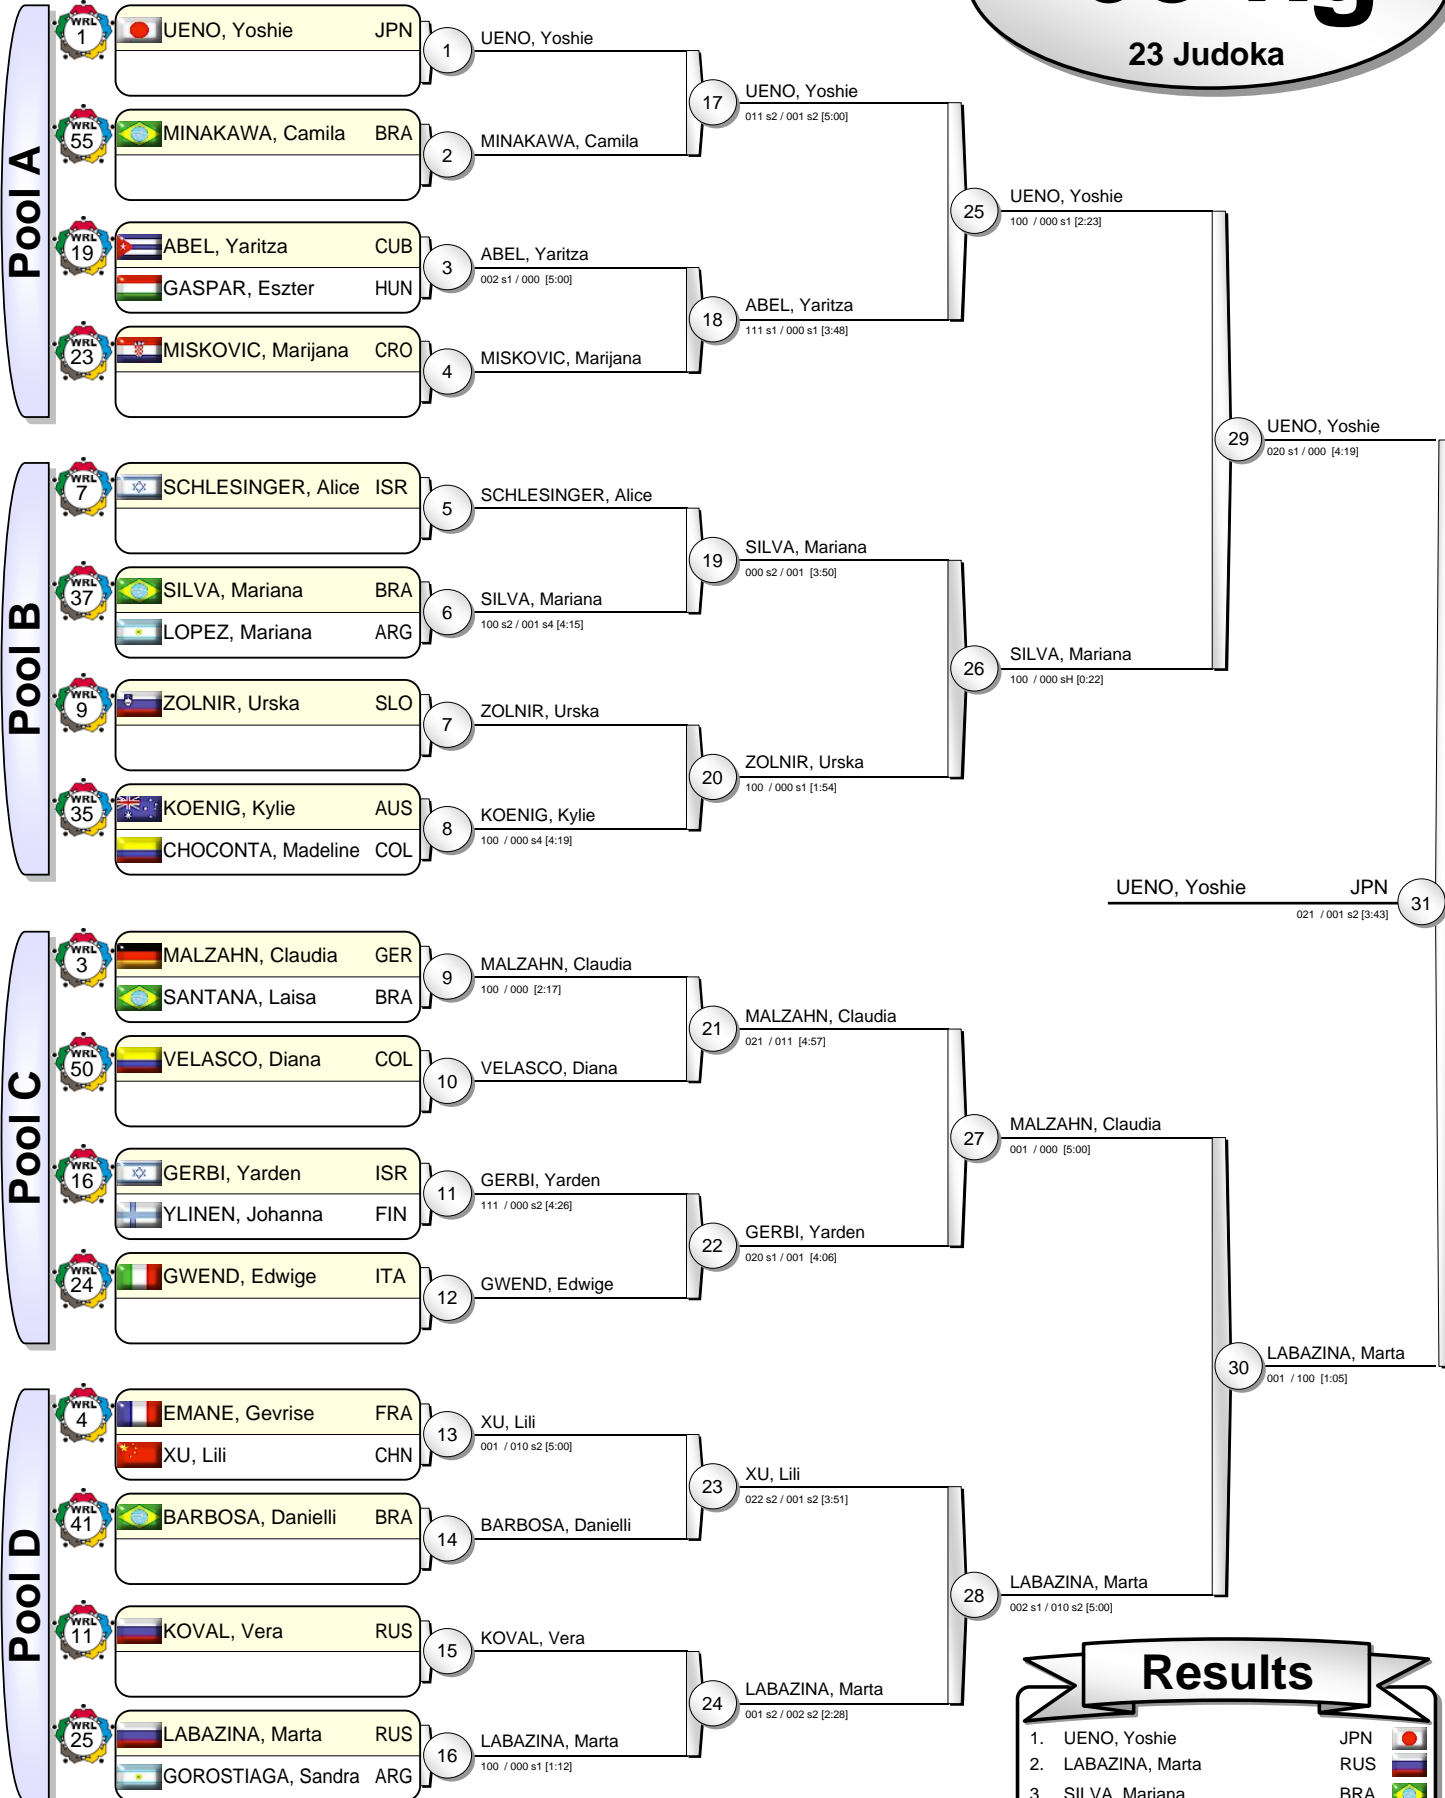 23 Judoka
Pool A
WRL 1
UENO, Yoshie JPN
1
UENO, Yoshie
WRL 55
MINAKAWA, Camila BRA
2
MINAKAWA, Camila
17
UENO, Yoshie
011 s2 / 001 s2 [5:00]
WRL 19
ABEL, Yaritza CUB
GASPAR, Eszter HUN
3
ABEL, Yaritza
002 s1 / 000 [5:00]
WRL 23
MISKOVIC, Marijana CRO
4
MISKOVIC, Marijana
18
ABEL, Yaritza
111 s1 / 000 s1 [3:48]
25
UENO, Yoshie
100 / 000 s1 [2:23]
Pool B
WRL 7
SCHLESINGER, Alice ISR
5
SCHLESINGER, Alice
WRL 37
SILVA, Mariana BRA
LOPEZ, Mariana ARG
6
SILVA, Mariana
100 s2 / 001 s4 [4:15]
19
SILVA, Mariana
000 s2 / 001 [3:50]
WRL 9
ZOLNIR, Urska SLO
7
ZOLNIR, Urska
WRL 35
KOENIG, Kylie AUS
CHOCONTA, Madeline COL
8
KOENIG, Kylie
100 / 000 s4 [4:19]
20
ZOLNIR, Urska
100 / 000 s1 [1:54]
26
SILVA, Mariana
100 / 000 sH [0:22]
29
UENO, Yoshie
020 s1 / 000 [4:19]
UENO, Yoshie JPN
021 / 001 s2 [3:43]
31
Pool C
WRL 3
MALZAHN, Claudia GER
SANTANA, Laisa BRA
9
MALZAHN, Claudia
100 / 000 [2:17]
WRL 50
VELASCO, Diana COL
10
VELASCO, Diana
21
MALZAHN, Claudia
021 / 011 [4:57]
WRL 16
GERBI, Yarden ISR
YLINEN, Johanna FIN
11
GERBI, Yarden
111 / 000 s2 [4:26]
WRL 24
GWEND, Edwige ITA
12
GWEND, Edwige
22
GERBI, Yarden
020 s1 / 001 [4:06]
27
MALZAHN, Claudia
001 / 000 [5:00]
Pool D
WRL 4
EMANE, Gevrise FRA
XU, Lili CHN
13
XU, Lili
001 / 010 s2 [5:00]
WRL 41
BARBOSA, Danielli BRA
14
BARBOSA, Danielli
23
XU, Lili
022 s2 / 001 s2 [3:51]
WRL 11
KOVAL, Vera RUS
15
KOVAL, Vera
WRL 25
LABAZINA, Marta RUS
GOROSTIAGA, Sandra ARG
16
LABAZINA, Marta
100 / 000 s1 [1:12]
24
LABAZINA, Marta
001 s2 / 002 s2 [2:28]
28
LABAZINA, Marta
002 s1 / 010 s2 [5:00]
30
LABAZINA, Marta
001 / 100 [1:05]
Results
1. UENO, Yoshie JPN
2. LABAZINA, Marta RUS
3. SILVA, Mariana BRA